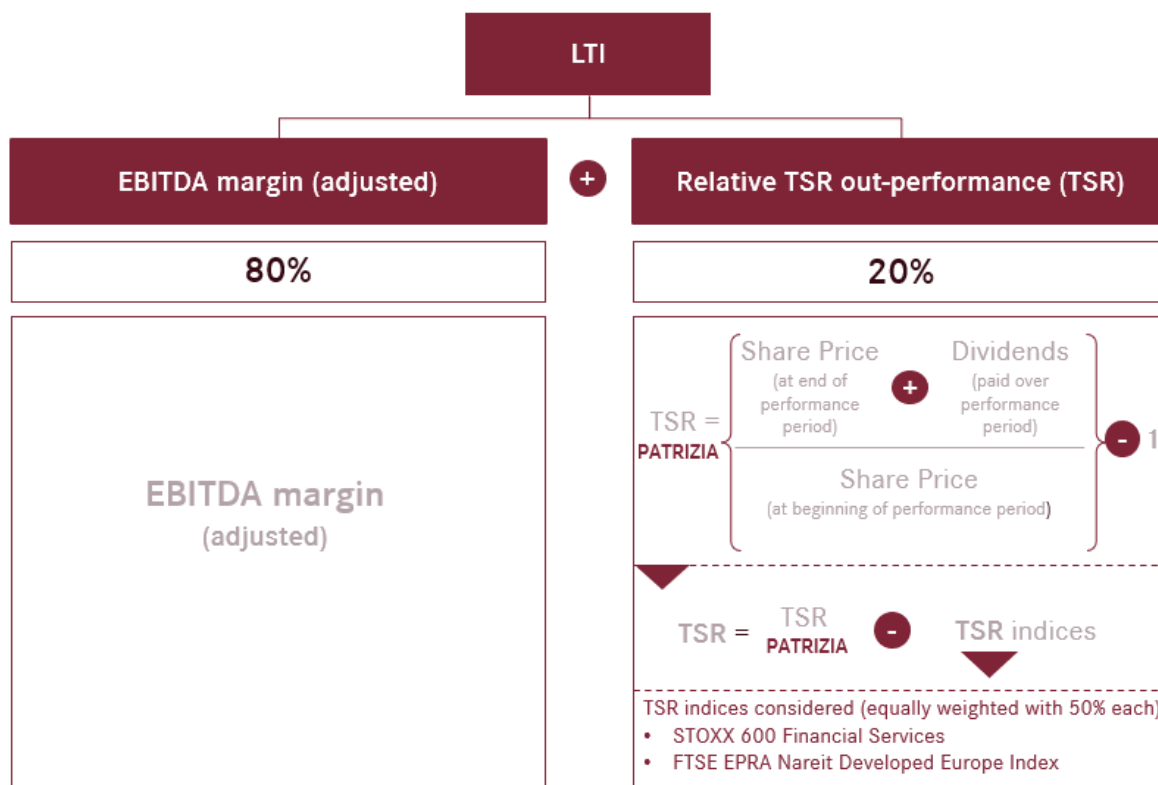 LTI
EBITDA margin (adjusted)
+
Relative TSR out-performance (TSR)
80%
20%
EBITDA margin
(adjusted)
TSR =
PATRIZIA
Share Price
(at end of
performance
period)
+
Dividends
(paid over
performance
period)
Share Price
(at beginning of performance period)
- 1
TSR =
TSR
PATRIZIA
-
TSR indices
TSR indices considered (equally weighted with 50% each)
• STOXX 600 Financial Services
• FTSE EPRA Nareit Developed Europe Index